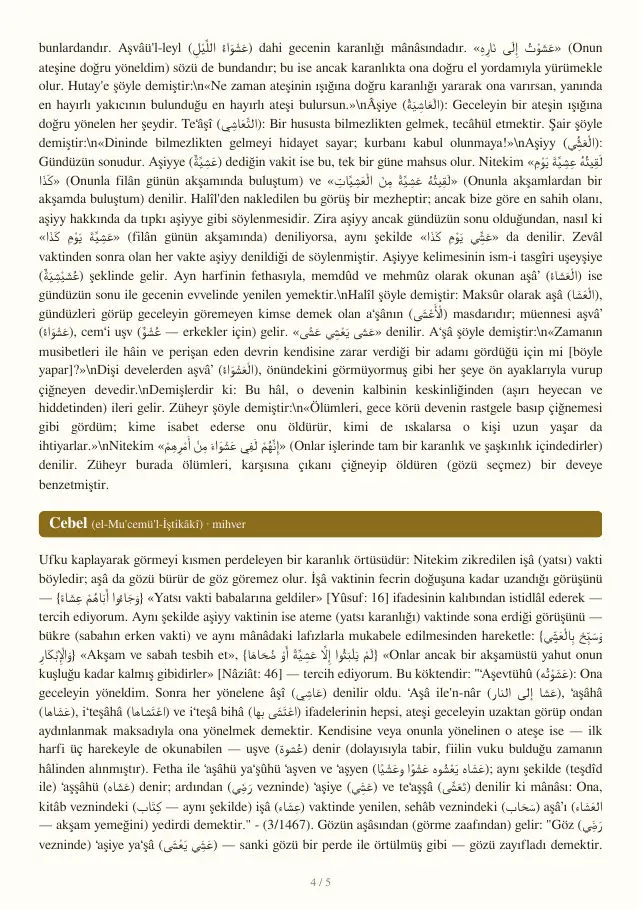 bunlardandır. Aşvâü'l-leyl (عَشْوَاءُ اللَّيْلِ) dahi gecenin karanlığı mânâsındadır. «عَشَوْتُ إِلَى نَارِهِ» (Onun
ateşine doğru yöneldim) sözü de bundandır; bu ise ancak karanlıkta ona doğru el yordamıyla yürümekle
olur. Hutay'e şöyle demiştir:\n«Ne zaman ateşinin ışığına doğru karanlığı yararak ona varırsan, yanında
en hayırlı yakıcının bulunduğu en hayırlı ateşi bulursun.»\nÂşiye (الْعَاشِيَةُ): Geceleyin bir ateşin ışığına
doğru yönelen her şeydir. Te‘âşî (التَّعَاشِي): Bir hususta bilmezlikten gelmek, tecâhül etmektir. Şair şöyle
demiştir:\n«Dininde bilmezlikten gelmeyi hidayet sayar; kurbanı kabul olunmaya!»\nAşiyy (الْعَشِيُّ):
Gündüzün sonudur. Aşiyye (عَشِيَّةٌ) dediğin vakit ise bu, tek bir güne mahsus olur. Nitekim «لَقِيتُهُ عَشِيَّةَ يَوْمِ
كَذَا» (Onunla filân günün akşamında buluştum) ve «لَقِيتُهُ عَشِيَّةً مِنَ الْعَشِيَّاتِ» (Onunla akşamlardan bir
akşamda buluştum) denilir. Halîl'den nakledilen bu görüş bir mezheptir; ancak bize göre en sahih olanı,
aşiyy hakkında da tıpkı aşiyye gibi söylenmesidir. Zira aşiyy ancak gündüzün sonu olduğundan, nasıl ki
«عَشِيَّةَ يَوْمِ كَذَا» (filân günün akşamında) deniliyorsa, aynı şekilde «عَشِيَّ يَوْمِ كَذَا» da denilir. Zevâl
vaktinden sonra olan her vakte aşiyy denildiği de söylenmiştir. Aşiyye kelimesinin ism-i tasgîri uşeyşiye
(عُشَيْشِيَةٌ) şeklinde gelir. Ayn harfinin fethasıyla, memdûd ve mehmûz olarak okunan aşâ’ (الْعَشَاءُ) ise
gündüzün sonu ile gecenin evvelinde yenilen yemektir.\nHalîl şöyle demiştir: Maksûr olarak aşâ (الْعَشَا),
gündüzleri görüp geceleyin göremeyen kimse demek olan a‘şânın (الْأَعْشَى) masdarıdır; müennesi aşvâ’
(عَشْوَاءُ), cem‘i uşv (عُشْوٌ — erkekler için) gelir. «عَشَى يَعْشِي عَشًى» denilir. A‘şâ şöyle demiştir:\n«Zamanın
musibetleri ile hâin ve perişan eden devrin kendisine zarar verdiği bir adamı gördüğü için mi [böyle
yapar]?»\nDişi develerden aşvâ’ (الْعَشْوَاءُ), önündekini görmüyormuş gibi her şeye ön ayaklarıyla vurup
çiğneyen devedir.\nDemişlerdir ki: Bu hâl, o devenin kalbinin keskinliğinden (aşırı heyecan ve
hiddetinden) ileri gelir. Züheyr şöyle demiştir:\n«Ölümleri, gece körü devenin rastgele basıp çiğnemesi
gibi gördüm; kime isabet ederse onu öldürür, kimi de ıskalarsa o kişi uzun yaşar da
ihtiyarlar.»\nNitekim «إِنَّهُمْ لَفِي عَشْوَاءَ مِنْ أَمْرِهِمْ» (Onlar işlerinde tam bir karanlık ve şaşkınlık içindedirler)
denilir. Züheyr burada ölümleri, karşısına çıkanı çiğneyip öldüren (gözü seçmez) bir deveye
benzetmiştir.
Cebel (el-Mu'cemü'l-İştikâkî) · mihver
Ufku kaplayarak görmeyi kısmen perdeleyen bir karanlık örtüsüdür: Nitekim zikredilen işâ (yatsı) vakti
böyledir; aşâ da gözü bürür de göz göremez olur. İşâ vaktinin fecrin doğuşuna kadar uzandığı görüşünü
— {وَجَاءُوا أَبَاهُمْ عِشَاءً} «Yatsı vakti babalarına geldiler» [Yûsuf: 16] ifadesinin kalıbından istidlâl ederek —
tercih ediyorum. Aynı şekilde aşiyy vaktinin ise ateme (yatsı karanlığı) vaktinde sona erdiği görüşünü —
bükre (sabahın erken vakti) ve aynı mânâdaki lafızlarla mukabele edilmesinden hareketle: {وَسَبِّحْ بِالْعَشِيِّ
وَالْإِبْكَارِ} «Akşam ve sabah tesbih et», {لَمْ يَلْبَثُوا إِلَّا عَشِيَّةً أَوْ ضُحَاهَا} «Onlar ancak bir akşamüstü yahut onun
kuşluğu kadar kalmış gibidirler» [Nâziât: 46] — tercih ediyorum. Bu köktendir: "‘Aşevtühû (عَشَوْتُه): Ona
geceleyin yöneldim. Sonra her yönelene âşî (عَاشِي) denilir oldu. ‘Aşâ ile'n-nâr (عَشَا إلى النار), ‘aşâhâ
(عَشَاها), i‘teşâhâ (اعْتَشَاها) ve i‘teşâ bihâ (اعْتَشَى بها) ifadelerinin hepsi, ateşi geceleyin uzaktan görüp ondan
aydınlanmak maksadıyla ona yönelmek demektir. Kendisine veya onunla yönelinen o ateşe ise — ilk
harfi üç harekeyle de okunabilen — uşve (عُشوة) denir (dolayısıyla tabir, fiilin vuku bulduğu zamanın
hâlinden alınmıştır). Fetha ile ‘aşâhü ya‘şûhü ‘aşven ve ‘aşyen (عَشَاه يَعْشُوه عَشْوًا وعَشْيًا); aynı şekilde (teşdîd
ile) ‘aşşâhü (عَشَاه) denir; ardından (رَضِيَ) vezninde) ‘aşiye (عَشِيَ) ve te‘aşşâ (تَعَشَّى) denilir ki mânâsı: Ona,
kitâb veznindeki (كِتَاب — aynı şekilde) işâ (عِشَاء) vaktinde yenilen, sehâb veznindeki (سَحَاب) aşâ’ı (العَشَاء
— akşam yemeğini) yedirdi demektir." - (3/1467). Gözün aşâsından (görme zaafından) gelir: "Göz (رَضِيَ
vezninde) ‘aşiye ya‘şâ (عَشِيَ يَعْشَى) — sanki gözü bir perde ile örtülmüş gibi — gözü zayıfladı demektir.
4 / 5